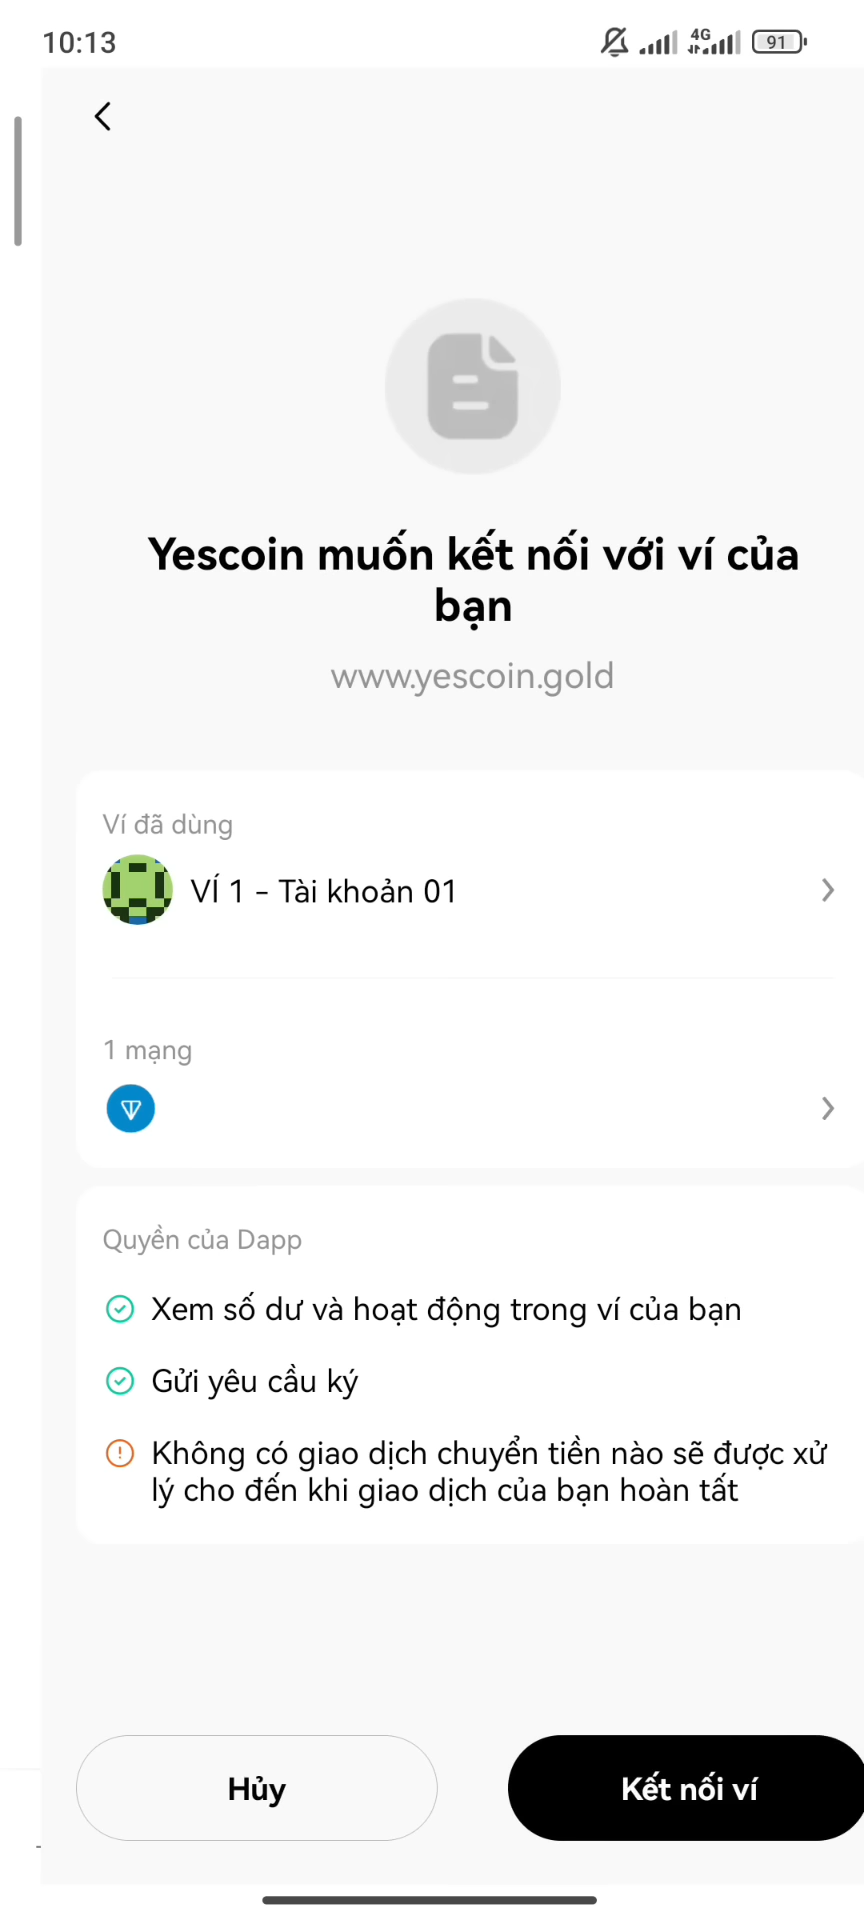 10:13
4G
91
Yescoin muốn kết nối với ví của
bạn
www.yescoin.gold
Ví đã dùng
VÍ 1 - Tài khoản 01
1 mạng
Quyền của Dapp
Xem số dư và hoạt động trong ví của bạn
Gửi yêu cầu ký
Không có giao dịch chuyển tiền nào sẽ được xử
lý cho đến khi giao dịch của bạn hoàn tất
Hủy
Kết nối ví